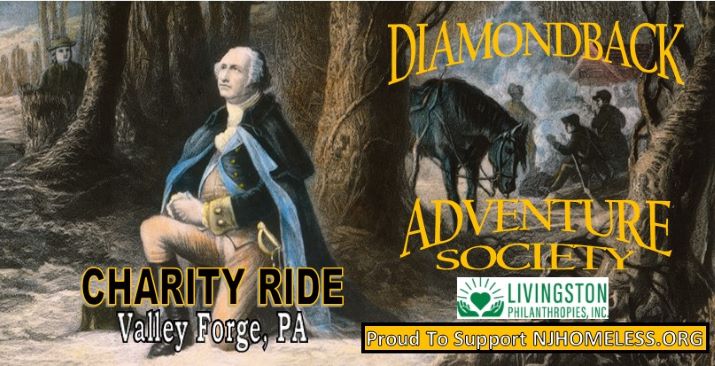 DIAMONDBACK
ADVENTURE
SOCIETY
CHARITY RIDE
Valley Forge, PA
LIVINGSTON
PHILANTHROPIES, INC.
Proud To Support NJHOMELESS.ORG